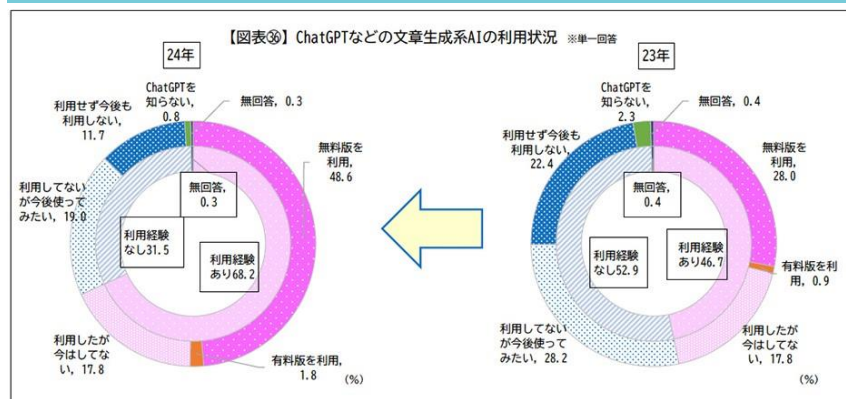 【図表㊱】ChatGPTなどの文章生成系AIの利用状況 ※単一回答
24年
ChatGPTを
知らない,
0.8
無回答, 0.3
利用せず今後も
利用しない,
11.7
無料版を
利用,
48.6
利用してない
が今後使って
みたい, 19.0
無回答,
0.3
利用経験
なし31.5
利用経験
あり68.2
利用したが
今はしてな
い, 17.8
有料版を利用,
1.8
(%)
23年
ChatGPTを
知らない,
2.3
無回答, 0.4
利用せず今後も
利用しない,
22.4
無料版を
利用,
28.0
無回答,
0.4
利用経験
なし52.9
利用経験
あり46.7
有料版を利
用, 0.9
利用してない
が今後使って
みたい, 28.2
利用したが
今はしてな
い, 17.8
(%)